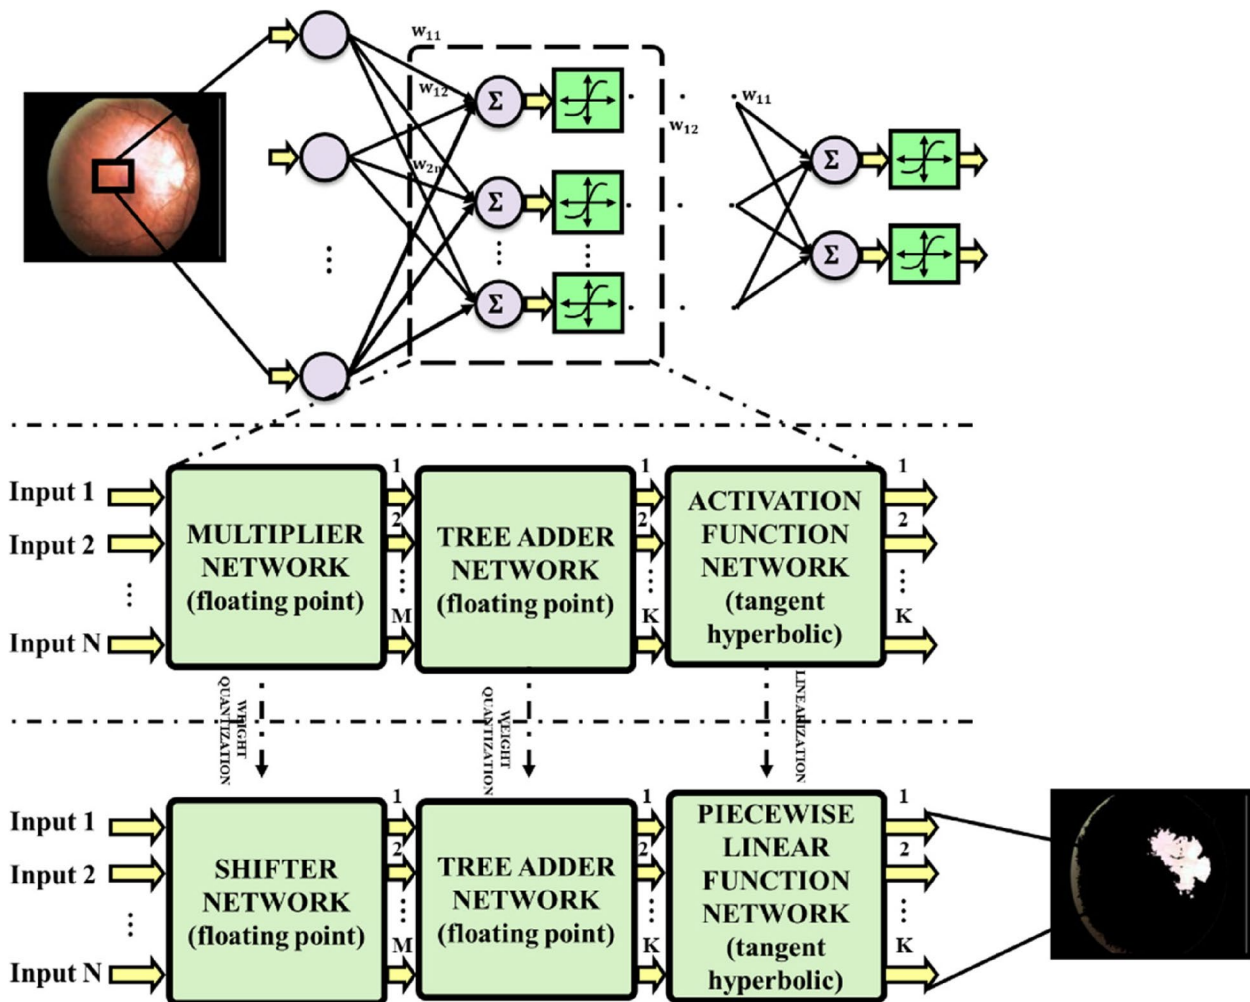 w₁₁
w₁₂
w₂ₙ
Σ
Σ
Σ
w₁₂
w₁₁
Σ
Σ
Input 1
Input 2
Input N
MULTIPLIER
NETWORK
(floating point)
1
2
M
TREE ADDER
NETWORK
(floating point)
1
2
K
ACTIVATION
FUNCTION
NETWORK
(tangent
hyperbolic)
1
2
K
WEIGHT
QUANTIZATION
WEIGHT
QUANTIZATION
LINEARIZATION
Input 1
Input 2
Input N
SHIFTER
NETWORK
(floating point)
1
2
M
TREE ADDER
NETWORK
(floating point)
1
2
K
PIECEWISE
LINEAR
FUNCTION
NETWORK
(tangent
hyperbolic)
1
2
K